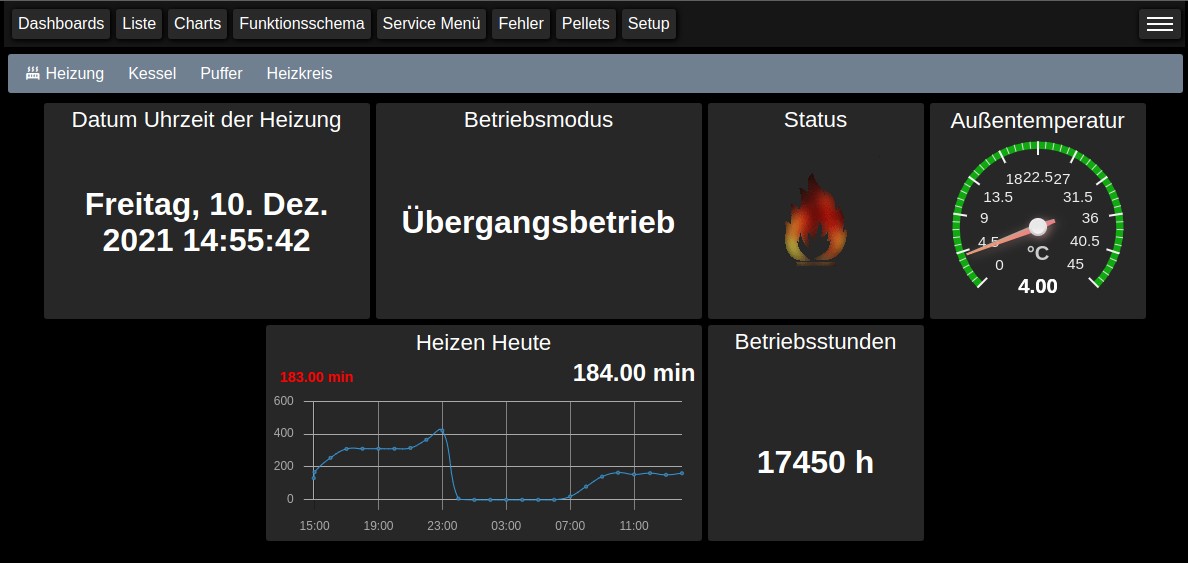 Dashboards Liste Charts Funktionsschema Service Menü Fehler Pellets Setup
Heizung Kessel Puffer Heizkreis
Datum Uhrzeit der Heizung
Freitag, 10. Dez.
2021 14:55:42
Betriebsmodus
Übergangsbetrieb
Status
Außentemperatur
0
4.5
9
13.5
18
22.5
27
31.5
36
40.5
45
°C
4.00
Heizen Heute
183.00 min
184.00 min
600
400
200
0
15:00 19:00 23:00 03:00 07:00 11:00
Betriebsstunden
17450 h